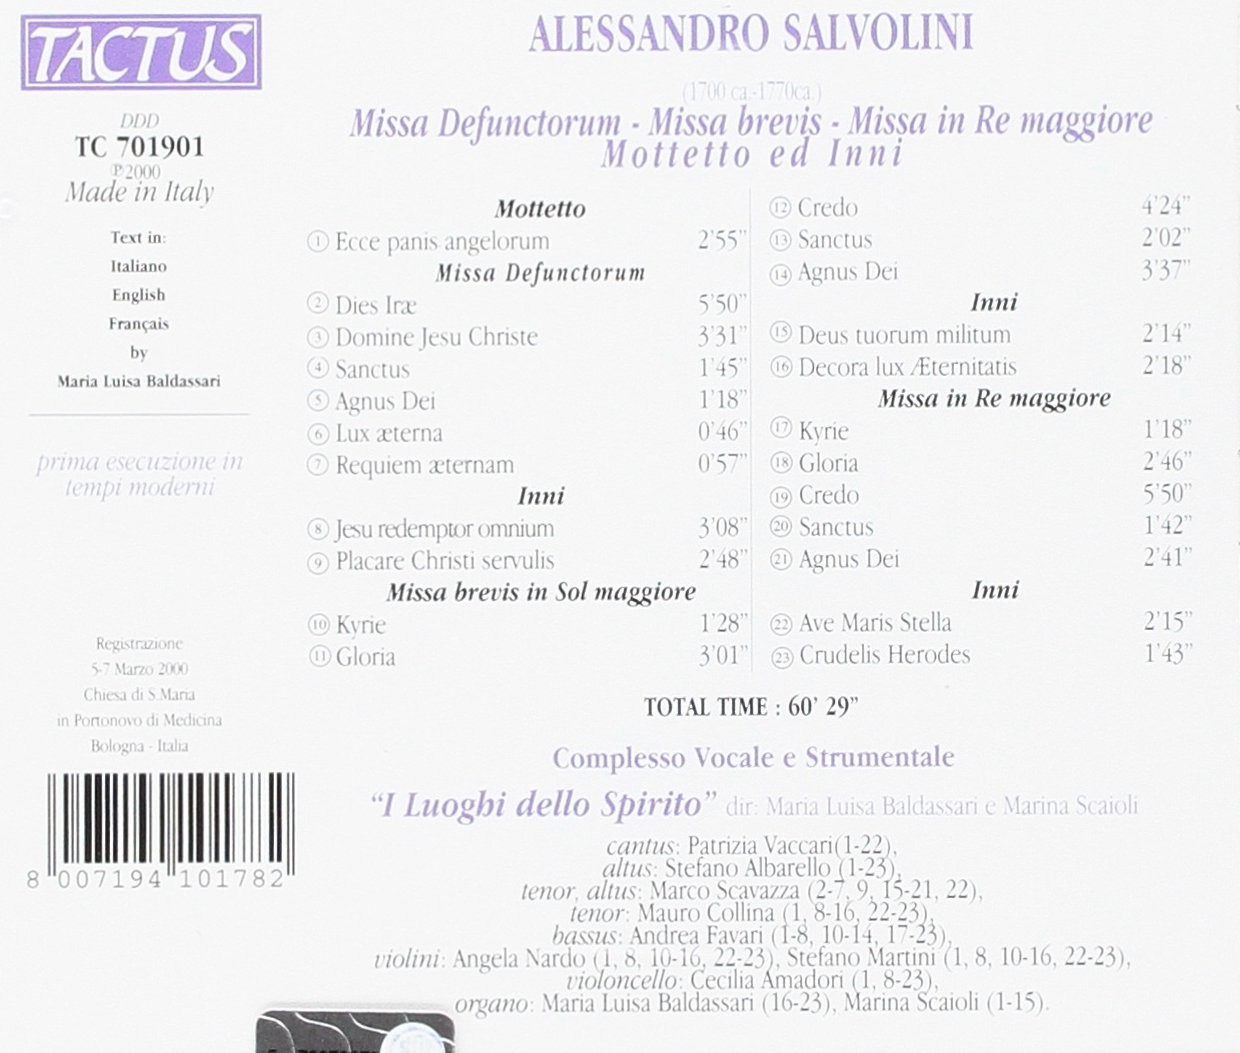 TACTUS
DDD
TC 701901
℗ 2000
Made in Italy
Text in:
Italiano
English
Français
by
Maria Luisa Baldassari
prima esecuzione in
tempi moderni
Registrazione
5-7 Marzo 2000
Chiesa di S.Maria
in Portonovo di Medicina
Bologna - Italia
8 007194 101782
ALESSANDRO SALVOLINI
(1700 ca.-1770ca.)
Missa Defunctorum - Missa brevis - Missa in Re maggiore
Mottetto ed Inni
Mottetto
1 Ecce panis angelorum 2'55”
Missa Defunctorum
2 Dies Iræ 5'50”
3 Domine Jesu Christe 3'31”
4 Sanctus 1'45”
5 Agnus Dei 1'18”
6 Lux æterna 0'46”
7 Requiem æternam 0'57”
Inni
8 Jesu redemptor omnium 3'08”
9 Placare Christi servulis 2'48”
Missa brevis in Sol maggiore
10 Kyrie 1'28”
11 Gloria 3'01”
12 Credo 4'24”
13 Sanctus 2'02”
14 Agnus Dei 3'37”
Inni
15 Deus tuorum militum 2'14”
16 Decora lux Æternitatis 2'18”
Missa in Re maggiore
17 Kyrie 1'18”
18 Gloria 2'46”
19 Credo 5'50”
20 Sanctus 1'42”
21 Agnus Dei 2'41”
Inni
22 Ave Maris Stella 2'15”
23 Crudelis Herodes 1'43”
TOTAL TIME : 60' 29”
Complesso Vocale e Strumentale
“I Luoghi dello Spirito” dir: Maria Luisa Baldassari e Marina Scaioli
cantus: Patrizia Vaccari(1-22),
altus: Stefano Albarello (1-23),
tenor, altus: Marco Scavazza (2-7, 9, 15-21, 22),
tenor: Mauro Collina (1, 8-16, 22-23),
bassus: Andrea Favari (1-8, 10-14, 17-23),
violini: Angela Nardo (1, 8, 10-16, 22-23), Stefano Martini (1, 8, 10-16, 22-23),
violoncello: Cecilia Amadori (1, 8-23),
organo: Maria Luisa Baldassari (16-23), Marina Scaioli (1-15).